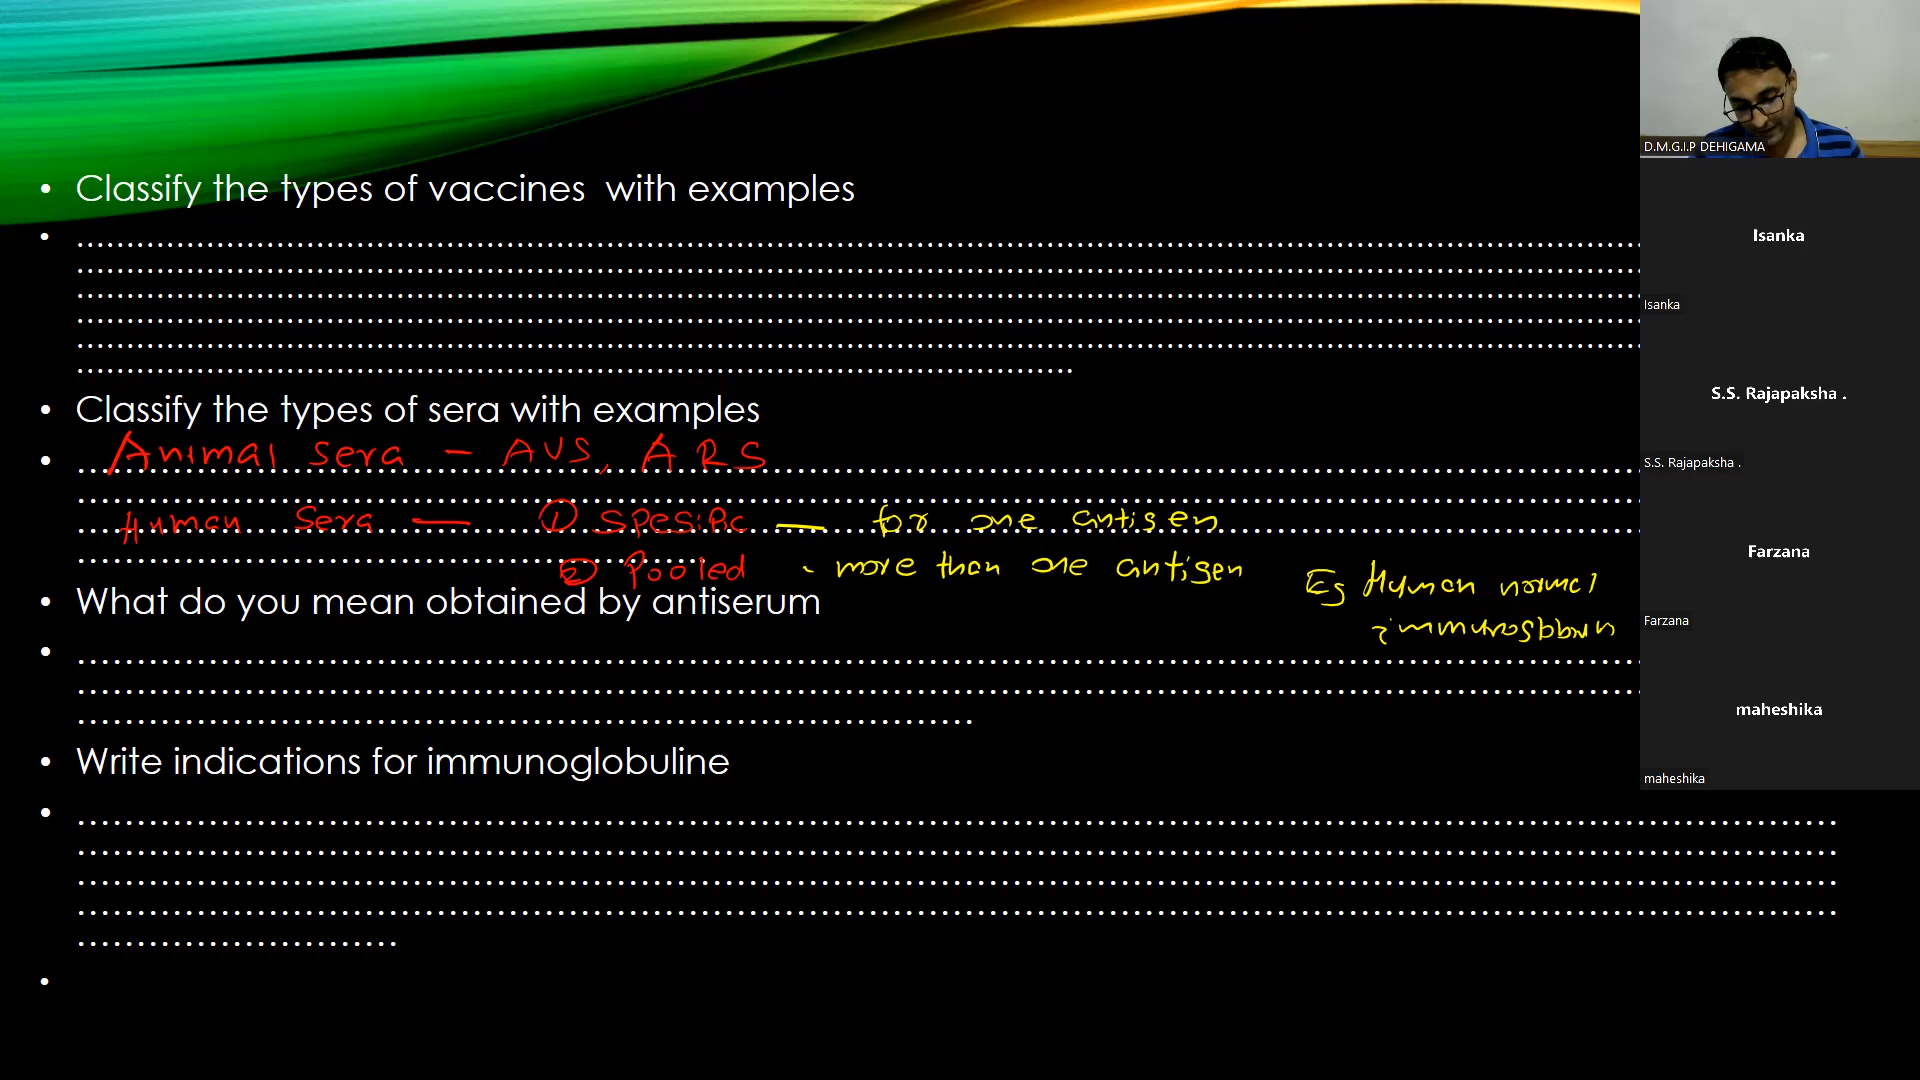 • Classify the types of vaccines with examples
• ................................................................
• Classify the types of sera with examples
• Animal sera – AVS, ARS
Human Sera — ① SPESific — for one antigen
② Pooled - more than one antigen Eg Human normal
• What do you mean obtained by antiserum
• ................................................................
• Write indications for immunoglobuline
• ................................................................
•
D.M.G.I.P DEHIGAMA
Isanka
Isanka
S.S. Rajapaksha .
S.S. Rajapaksha .
Farzana
Farzana
maheshika
maheshika